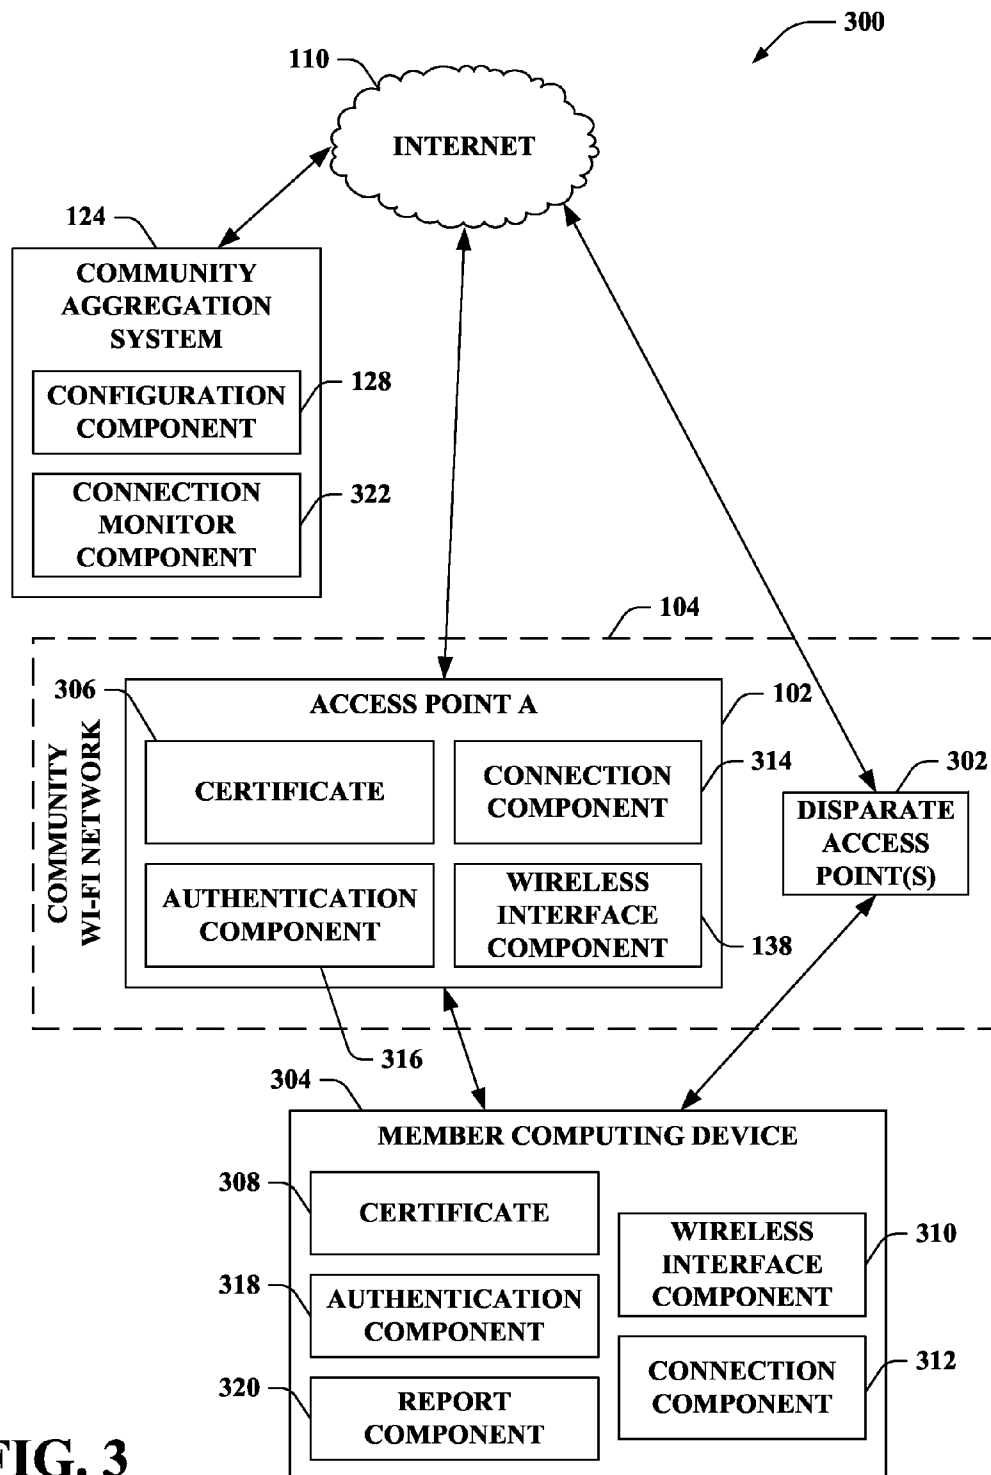 300
110
INTERNET
124
COMMUNITY
AGGREGATION
SYSTEM
CONFIGURATION
COMPONENT
128
CONNECTION
MONITOR
COMPONENT
322
104
COMMUNITY
WI-FI NETWORK
306
ACCESS POINT A
102
CERTIFICATE
CONNECTION
COMPONENT
314
302
DISPARATE
ACCESS
POINT(S)
AUTHENTICATION
COMPONENT
WIRELESS
INTERFACE
COMPONENT
138
316
304
MEMBER COMPUTING DEVICE
308
CERTIFICATE
WIRELESS
INTERFACE
COMPONENT
310
318
AUTHENTICATION
COMPONENT
CONNECTION
COMPONENT
312
320
REPORT
COMPONENT
FIG. 3